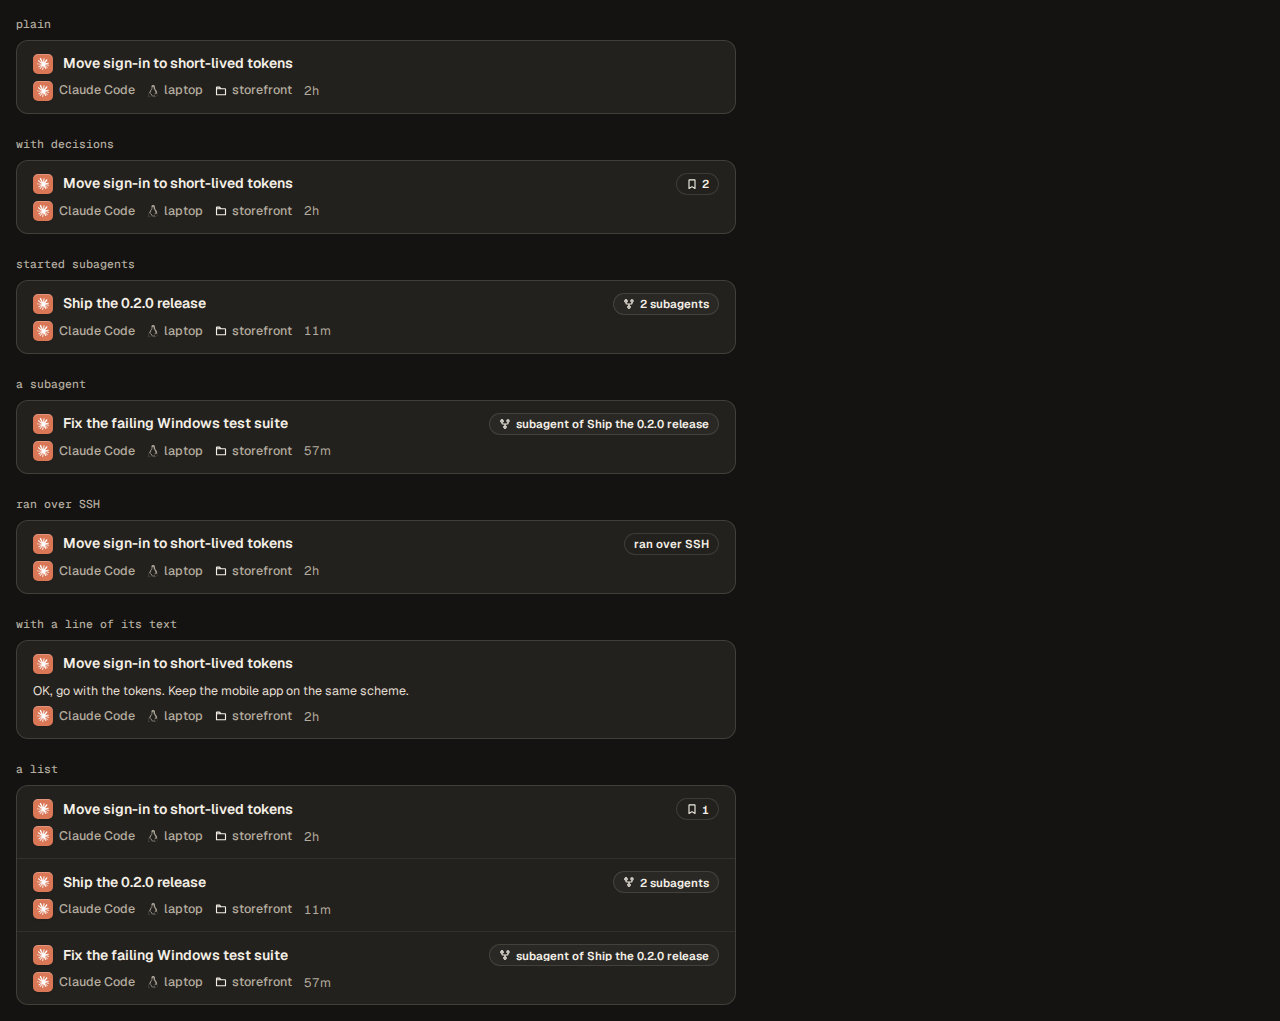 plain
Move sign-in to short-lived tokens
Claude Code laptop storefront 2h
with decisions
Move sign-in to short-lived tokens 2
Claude Code laptop storefront 2h
started subagents
Ship the 0.2.0 release 2 subagents
Claude Code laptop storefront 11m
a subagent
Fix the failing Windows test suite subagent of Ship the 0.2.0 release
Claude Code laptop storefront 57m
ran over SSH
Move sign-in to short-lived tokens ran over SSH
Claude Code laptop storefront 2h
with a line of its text
Move sign-in to short-lived tokens
OK, go with the tokens. Keep the mobile app on the same scheme.
Claude Code laptop storefront 2h
a list
Move sign-in to short-lived tokens 1
Claude Code laptop storefront 2h
Ship the 0.2.0 release 2 subagents
Claude Code laptop storefront 11m
Fix the failing Windows test suite subagent of Ship the 0.2.0 release
Claude Code laptop storefront 57m